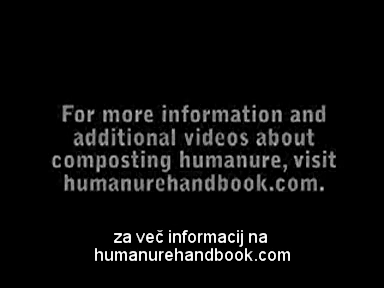 For more information and
additional videos about
composting humanure, visit
humanurehandbook.com.
za več informacij na
humanurehandbook.com